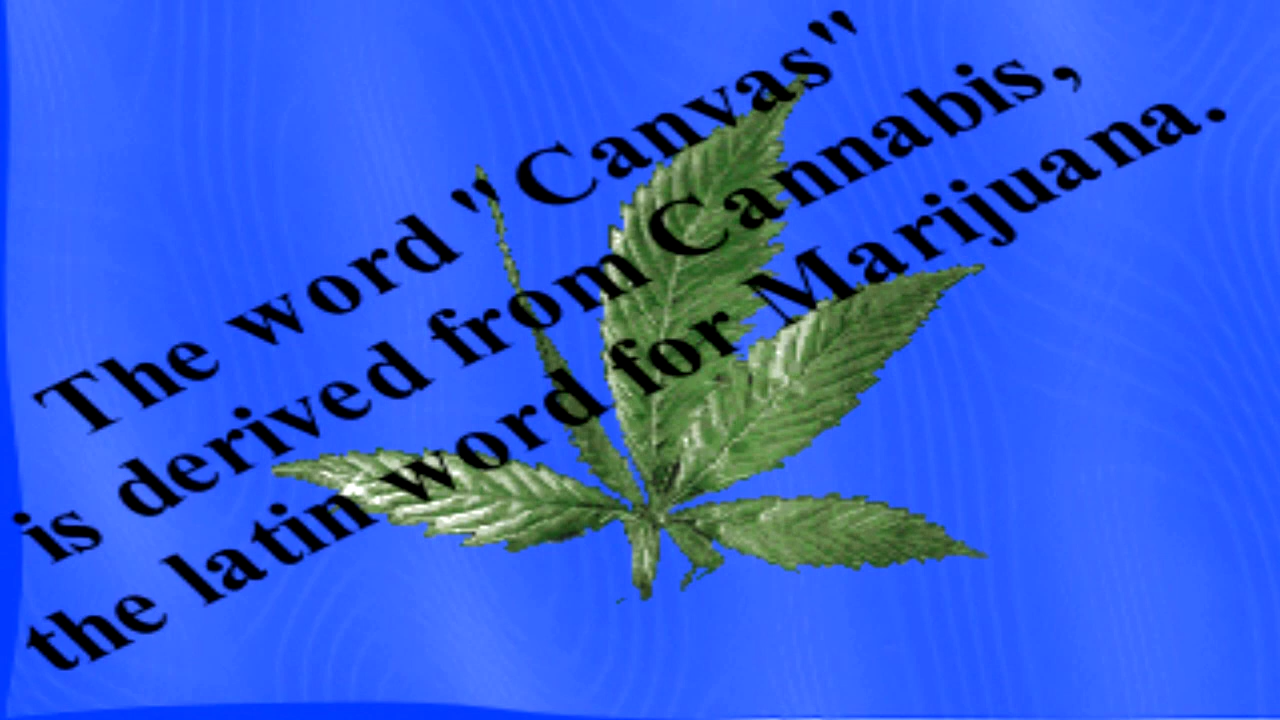 The word "Canvas"
is derived from Cannabis,
the latin word for Marijuana.